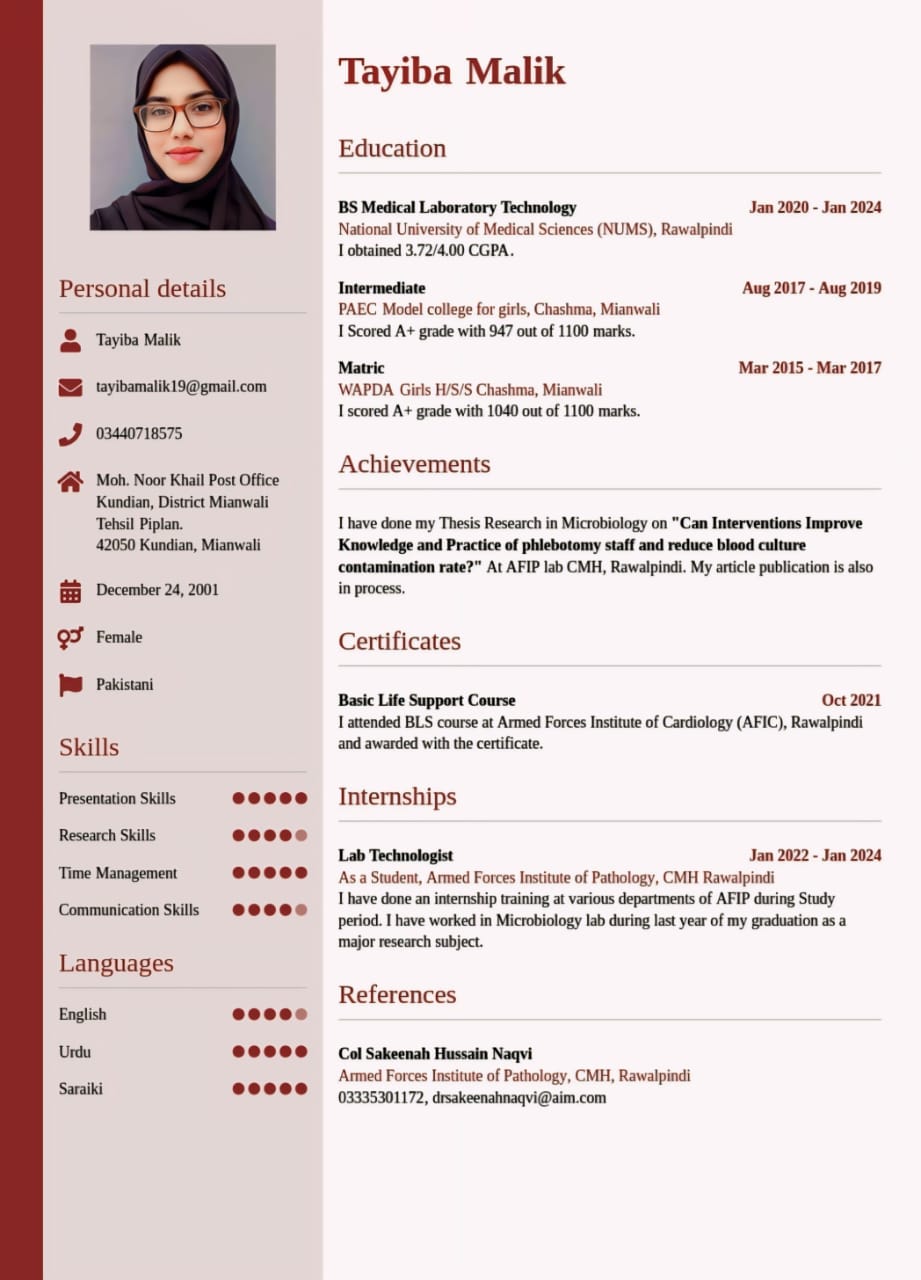 Tayiba Malik
Personal details
Tayiba Malik
tayibamalik19@gmail.com
03440718575
Moh. Noor Khail Post Office
Kundian, District Mianwali
Tehsil Piplan.
42050 Kundian, Mianwali
December 24, 2001
Female
Pakistani
Skills
Presentation Skills
Research Skills
Time Management
Communication Skills
Languages
English
Urdu
Saraiki
Education
BS Medical Laboratory Technology Jan 2020 - Jan 2024
National University of Medical Sciences (NUMS), Rawalpindi
I obtained 3.72/4.00 CGPA.
Intermediate Aug 2017 - Aug 2019
PAEC Model college for girls, Chashma, Mianwali
I Scored A+ grade with 947 out of 1100 marks.
Matric Mar 2015 - Mar 2017
WAPDA Girls H/S/S Chashma, Mianwali
I scored A+ grade with 1040 out of 1100 marks.
Achievements
I have done my Thesis Research in Microbiology on "Can Interventions Improve
Knowledge and Practice of phlebotomy staff and reduce blood culture
contamination rate?" At AFIP lab CMH, Rawalpindi. My article publication is also
in process.
Certificates
Basic Life Support Course Oct 2021
I attended BLS course at Armed Forces Institute of Cardiology (AFIC), Rawalpindi
and awarded with the certificate.
Internships
Lab Technologist Jan 2022 - Jan 2024
As a Student, Armed Forces Institute of Pathology, CMH Rawalpindi
I have done an internship training at various departments of AFIP during Study
period. I have worked in Microbiology lab during last year of my graduation as a
major research subject.
References
Col Sakeenah Hussain Naqvi
Armed Forces Institute of Pathology, CMH, Rawalpindi
03335301172, drsakeenahnaqvi@aim.com